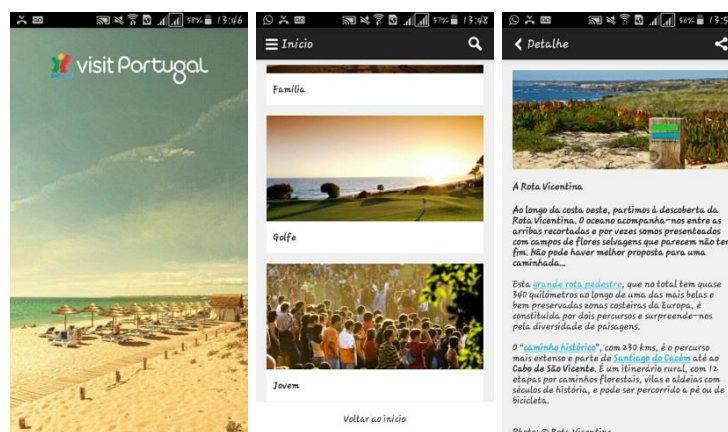 58% 13:46
visit Portugal
57% 13:48
Início
Família
Golfe
Jovem
Voltar ao início
56%
Detalhe
A Rota Vicentina
Ao longo da costa oeste, partimos à descoberta da
Rota Vicentina. O oceano acompanha-nos entre as
arribas recortadas e por vezes somos presenteados
com campos de flores selvagens que parecem não ter
fim. Não pode haver melhor proposta para uma
caminhada...
Esta grande rota pedestre, que no total tem quase
340 quilómetros ao longo de uma das mais belas e
bem preservadas zonas costeiras da Europa, é
constituída por dois percursos e surpreende-nos
pela diversidade de paisagens.
O "caminho histórico", com 230 kms, é o percurso
mais extenso e parte de Santiago do Cacém até ao
Cabo de São Vicente. É um itinerário rural, com 12
etapas por caminhos florestais, vilas e aldeias com
séculos de história, e pode ser percorrido a pé ou de
bicicleta.
Photo: © Rota Vicentina